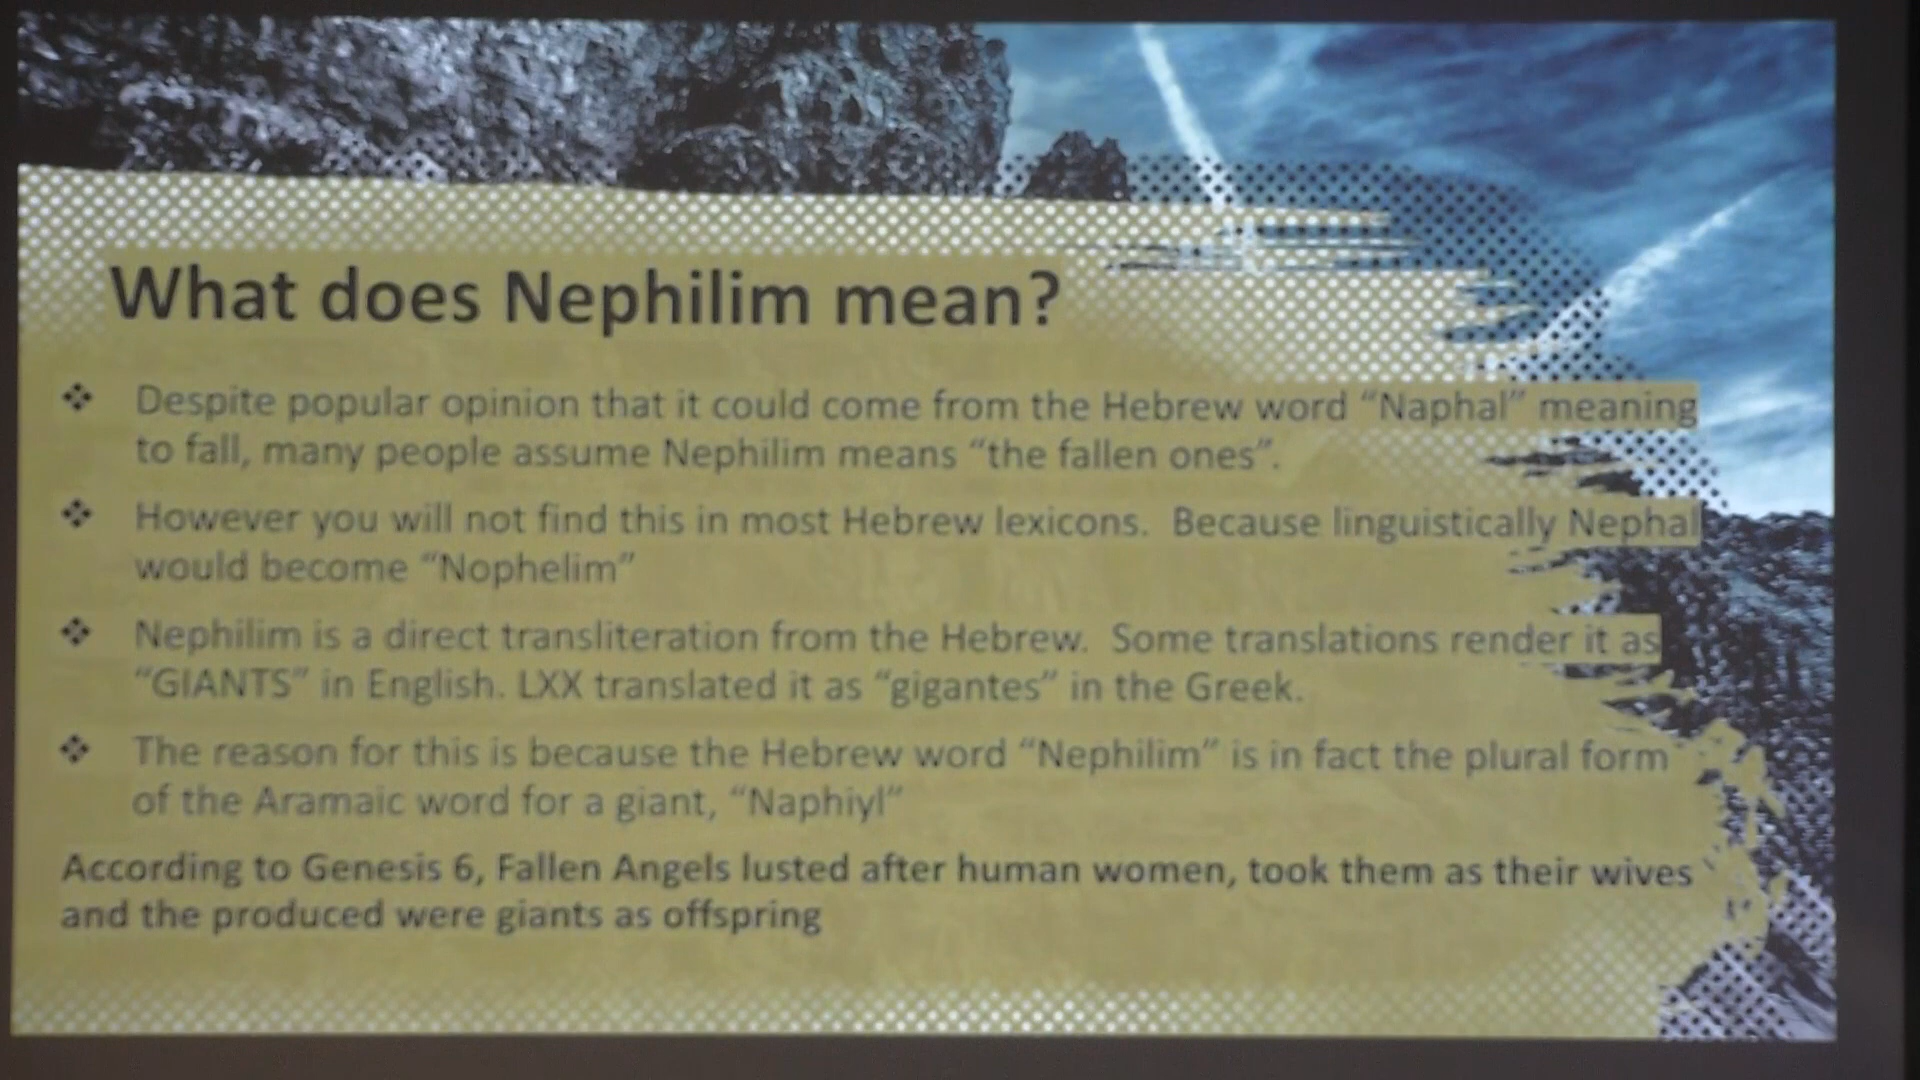 What does Nephilim mean?
❖ Despite popular opinion that it could come from the Hebrew word “Naphal” meaning
to fall, many people assume Nephilim means “the fallen ones”.
❖ However you will not find this in most Hebrew lexicons. Because linguistically Nephal
would become “Nophelim”
❖ Nephilim is a direct transliteration from the Hebrew. Some translations render it as
“GIANTS” in English. LXX translated it as “gigantes” in the Greek.
❖ The reason for this is because the Hebrew word “Nephilim” is in fact the plural form
of the Aramaic word for a giant, “Naphiyl”
According to Genesis 6, Fallen Angels lusted after human women, took them as their wives
and the produced were giants as offspring